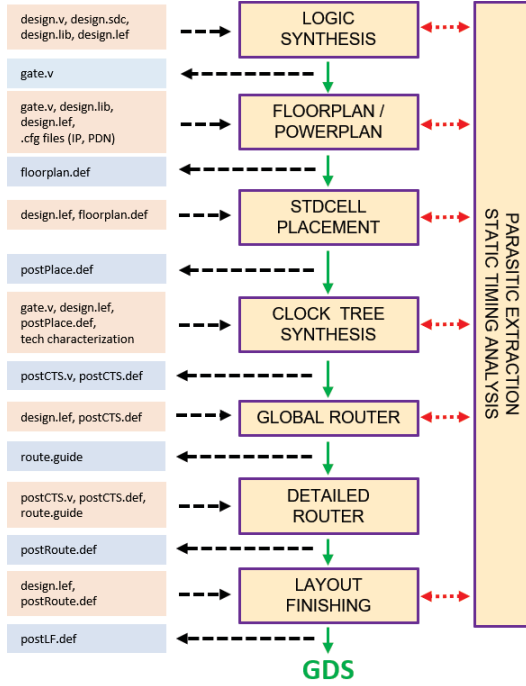 design.v, design.sdc,
design.lib, design.lef
LOGIC
SYNTHESIS
gate.v
gate.v, design.lib,
design.lef,
.cfg files (IP, PDN)
FLOORPLAN /
POWERPLAN
floorplan.def
design.lef, floorplan.def
STDCELL
PLACEMENT
postPlace.def
gate.v, design.lef,
postPlace.def,
tech characterization
CLOCK TREE
SYNTHESIS
postCTS.v, postCTS.def
design.lef, postCTS.def
GLOBAL ROUTER
route.guide
postCTS.v, postCTS.def,
route.guide
DETAILED
ROUTER
postRoute.def
design.lef,
postRoute.def
LAYOUT
FINISHING
postLF.def
GDS
PARASITIC EXTRACTION
STATIC TIMING ANALYSIS